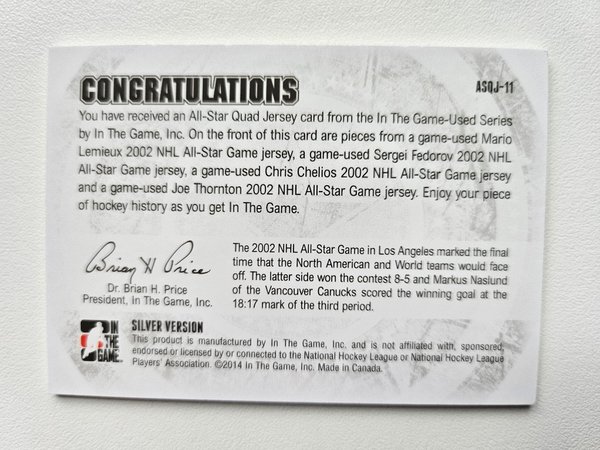 CONGRATULATIONS
ASQJ-11
You have received an All-Star Quad Jersey card from the In The Game-Used Series
by In The Game, Inc. On the front of this card are pieces from a game-used Mario
Lemieux 2002 NHL All-Star Game jersey, a game-used Sergei Fedorov 2002 NHL
All-Star Game jersey, a game-used Chris Chelios 2002 NHL All-Star Game jersey
and a game-used Joe Thornton 2002 NHL All-Star Game jersey. Enjoy your piece
of hockey history as you get In The Game.
Brian H Price
Dr. Brian H. Price
President, In The Game, Inc.
The 2002 NHL All-Star Game in Los Angeles marked the final
time that the North American and World teams would face
off. The latter side won the contest 8-5 and Markus Naslund
of the Vancouver Canucks scored the winning goal at the
18:17 mark of the third period.
IN
THE
GAME
SILVER VERSION
This product is manufactured by In The Game, Inc. and is not affiliated with, sponsored,
endorsed or licensed by or connected to the National Hockey League or National Hockey League
Players' Association. ©2014 In The Game, Inc. Made in Canada.